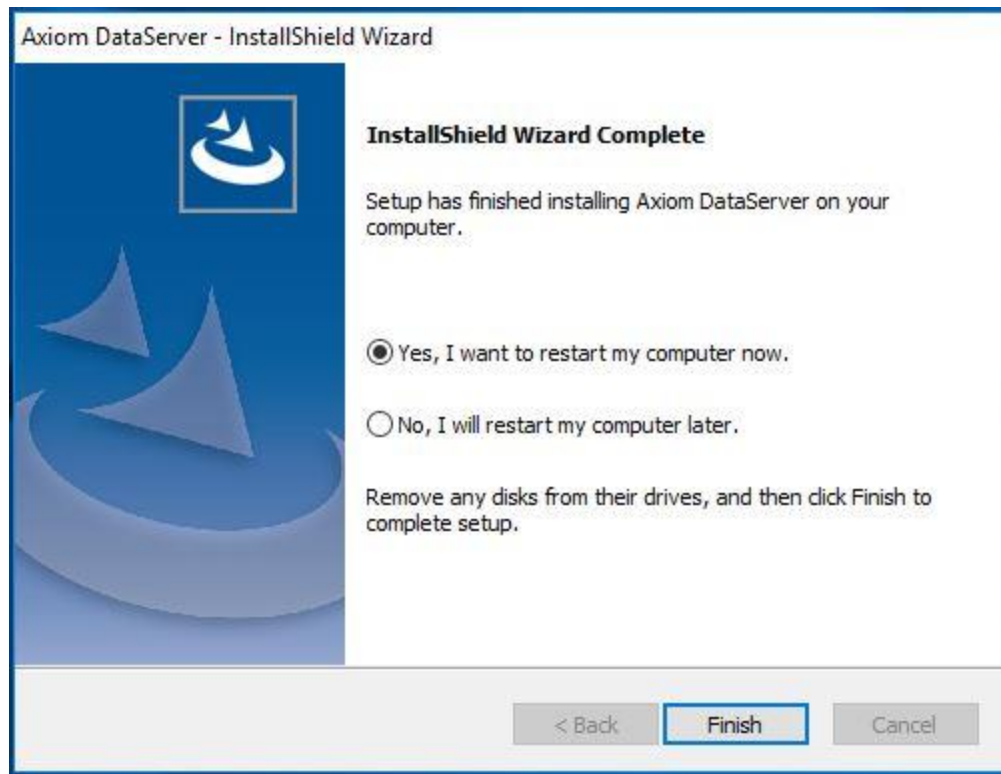 Axiom DataServer - InstallShield Wizard
InstallShield Wizard Complete
Setup has finished installing Axiom DataServer on your
computer.
Yes, I want to restart my computer now.
No, I will restart my computer later.
Remove any disks from their drives, and then click Finish to
complete setup.
< Back Finish Cancel